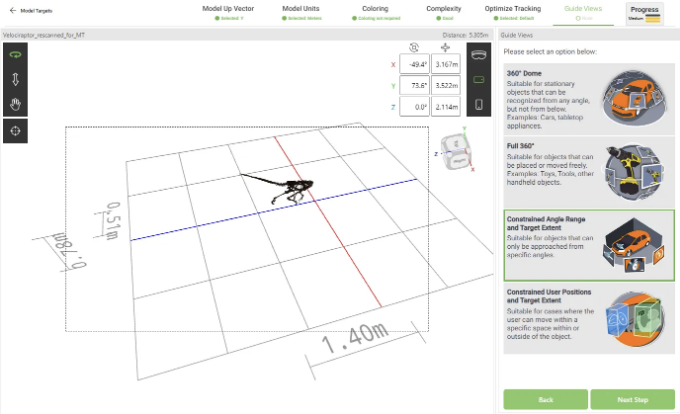 Model Targets
Model Up Vector
Selected: Y
Model Units
Selected: Meters
Coloring
Coloring not required
Complexity
Good
Optimize Tracking
Selected: Default
Guide Views
Progress
Medium
Velociraptor_rescanned_for_MT
Distance: 5.305m
Guide Views
X -49.4° 3.167m
Y 73.6° 3.522m
Z 0.0° 2.114m
Y
Z
X
0.51m
0.78m
1.40m
Please select an option below:
360° Dome
Suitable for stationary
objects that can be
recognized from any angle,
but not from below.
Examples: Cars, tabletop
appliances.
Full 360°
Suitable for objects that can
be placed or moved freely.
Examples: Toys, Tools, other
handheld objects.
Constrained Angle Range
and Target Extent
Suitable for objects that can
only be approached from
specific angles.
Constrained User Positions
and Target Extent
Suitable for cases where the
user can move within a
specific space within or
outside of the object.
Back
Next Step